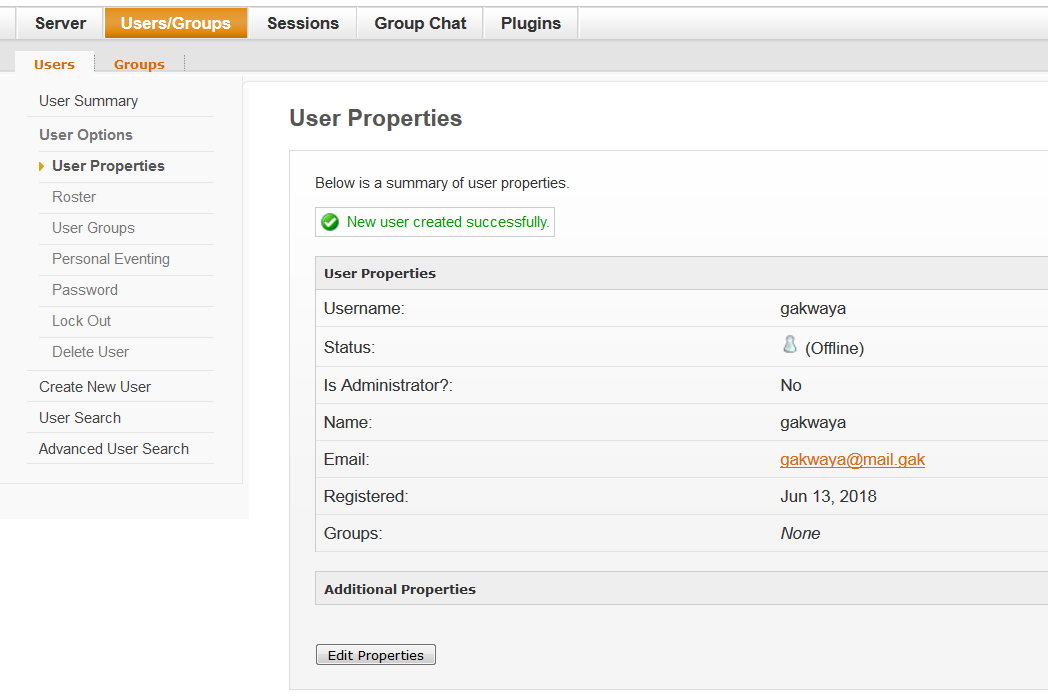 Server Users/Groups Sessions Group Chat Plugins
Users Groups
User Summary
User Options
User Properties
Roster
User Groups
Personal Eventing
Password
Lock Out
Delete User
Create New User
User Search
Advanced User Search
User Properties
Below is a summary of user properties.
New user created successfully.
User Properties
Username: gakwaya
Status: (Offline)
Is Administrator?: No
Name: gakwaya
Email: gakwaya@mail.gak
Registered: Jun 13, 2018
Groups: None
Additional Properties
Edit Properties